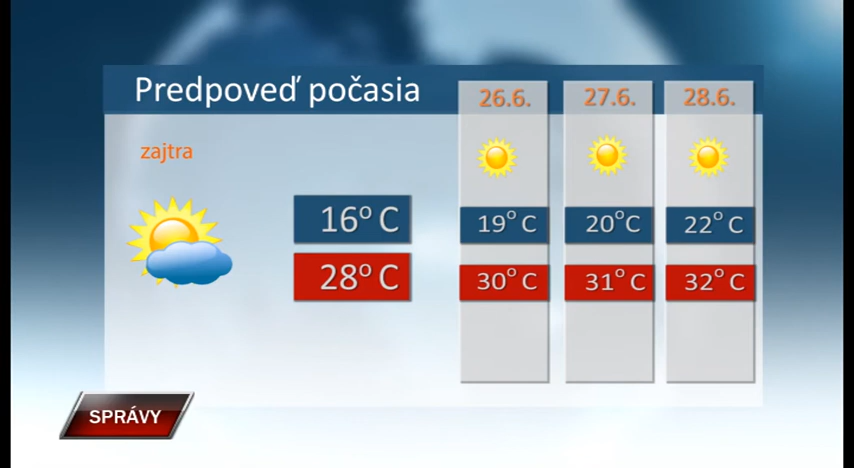 Predpoveď počasia
zajtra
16° C
28° C
26.6.
19° C
30° C
27.6.
20°C
31° C
28.6.
22° C
32° C
SPRÁVY